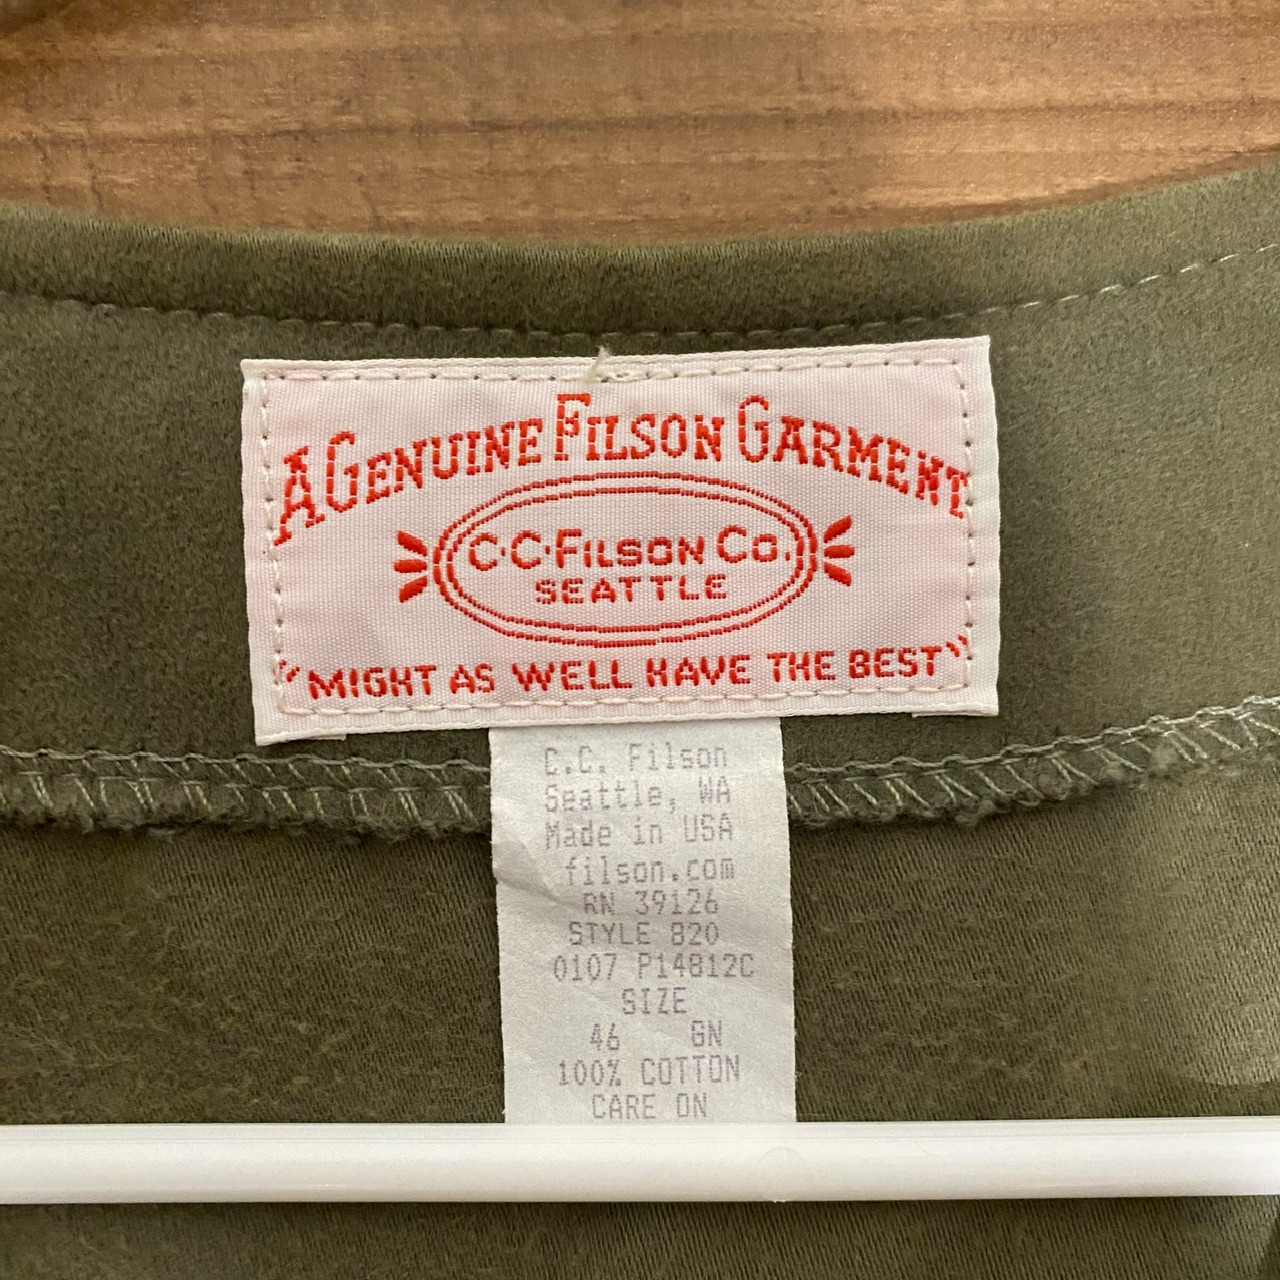 A GENUINE FILSON GARMENT
C·C·FILSON CO.
SEATTLE
"MIGHT AS WELL HAVE THE BEST"
C.C. Filson
Seattle, WA
Made in USA
filson.com
RN 39126
STYLE 820
0107 P14812C
SIZE
46 GN
100% COTTON
CARE ON